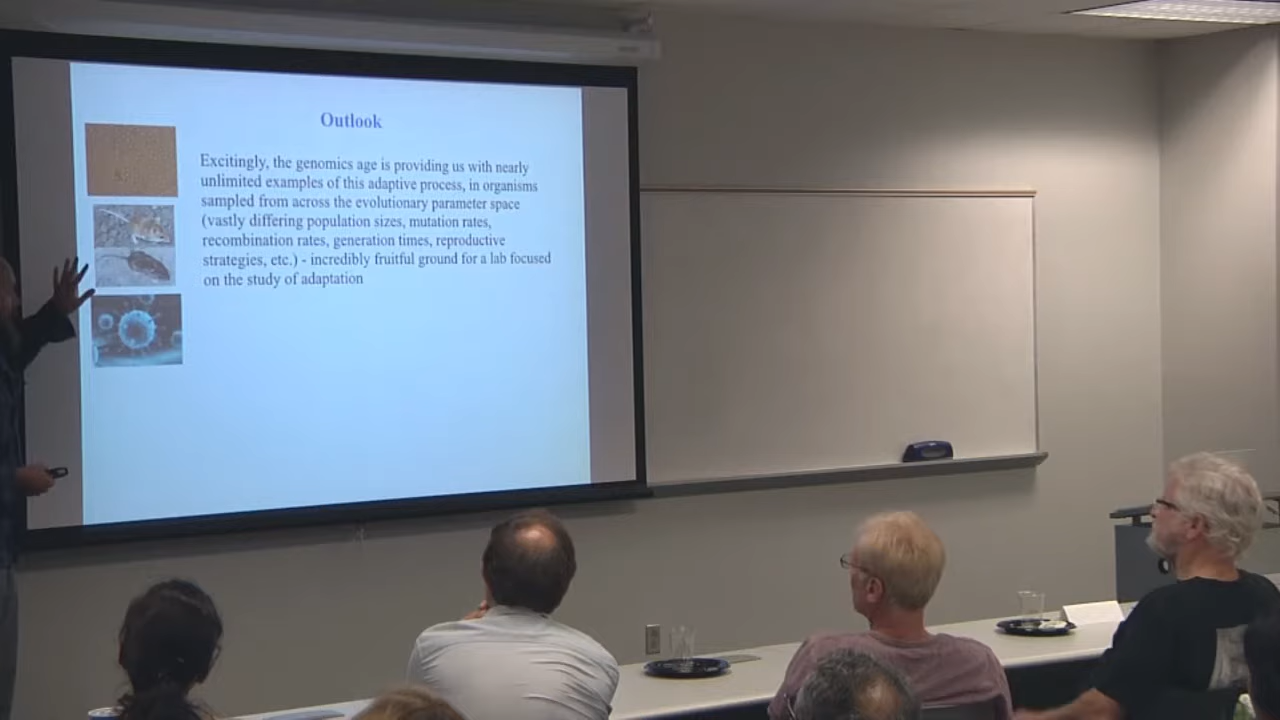 Outlook
Excitingly, the genomics age is providing us with nearly
unlimited examples of this adaptive process, in organisms
sampled from across the evolutionary parameter space
(vastly differing population sizes, mutation rates,
recombination rates, generation times, reproductive
strategies, etc.) - incredibly fruitful ground for a lab focused
on the study of adaptation